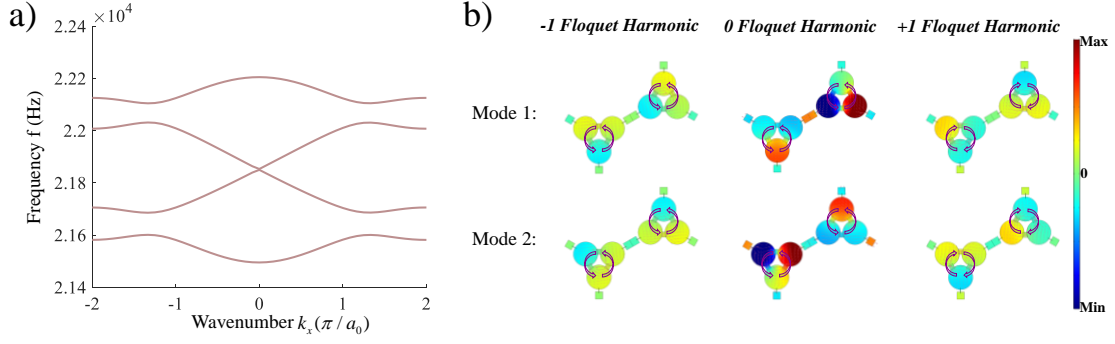 a)
×10⁴
Frequency f (Hz)
2.24
2.22
2.2
2.18
2.16
2.14
-2
-1
0
1
2
Wavenumber kₓ(π / a₀)
b)
-1 Floquet Harmonic
0 Floquet Harmonic
+1 Floquet Harmonic
Mode 1:
Mode 2:
Max
0
Min